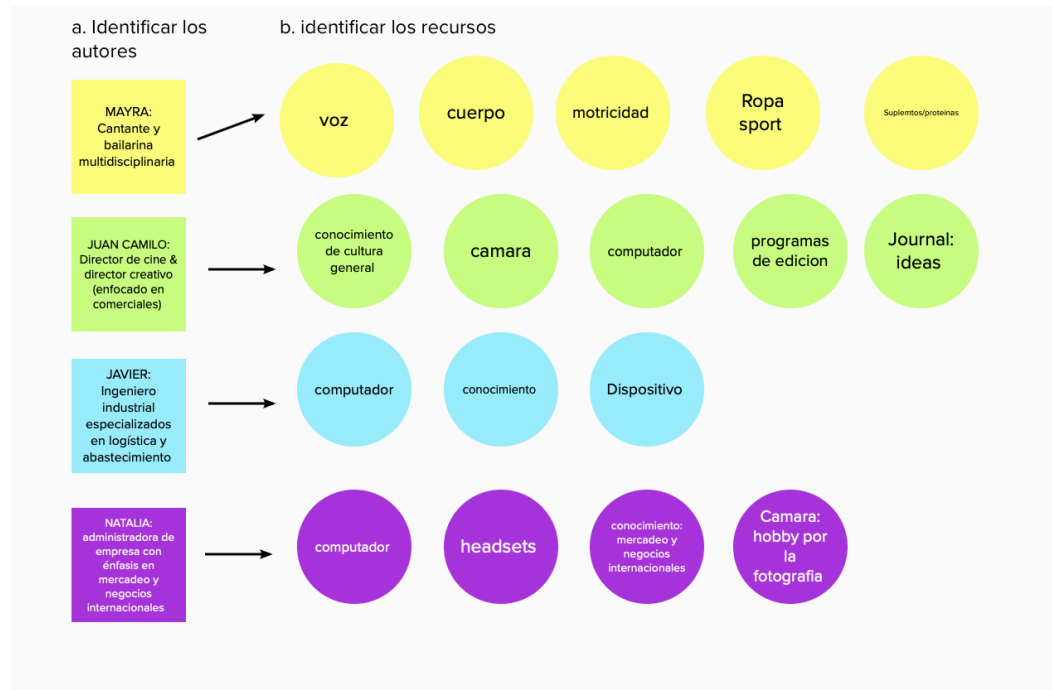 a. Identificar los
autores
b. identificar los recursos
MAYRA:
Cantante y
bailarina
multidisciplinaria
voz
cuerpo
motricidad
Ropa
sport
Suplemtos/proteinas
JUAN CAMILO:
Director de cine &
director creativo
(enfocado en
comerciales)
conocimiento
de cultura
general
camara
computador
programas
de edicion
Journal:
ideas
JAVIER:
Ingeniero
industrial
especializados
en logística y
abastecimiento
computador
conocimiento
Dispositivo
NATALIA:
administradora de
empresa con
énfasis en
mercadeo y
negocios
internacionales
computador
headsets
conocimiento:
mercadeo y
negocios
internacionales
Camara:
hobby por
la
fotografia